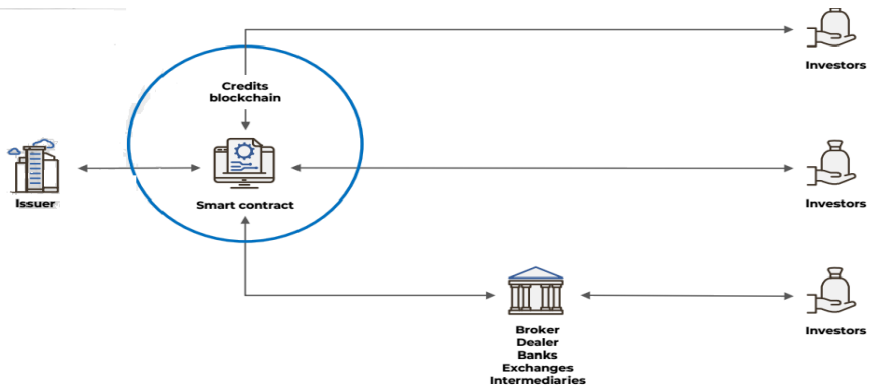 Investors
Credits
blockchain
Issuer
Smart contract
Investors
Investors
Broker
Dealer
Banks
Exchanges
Intermediaries